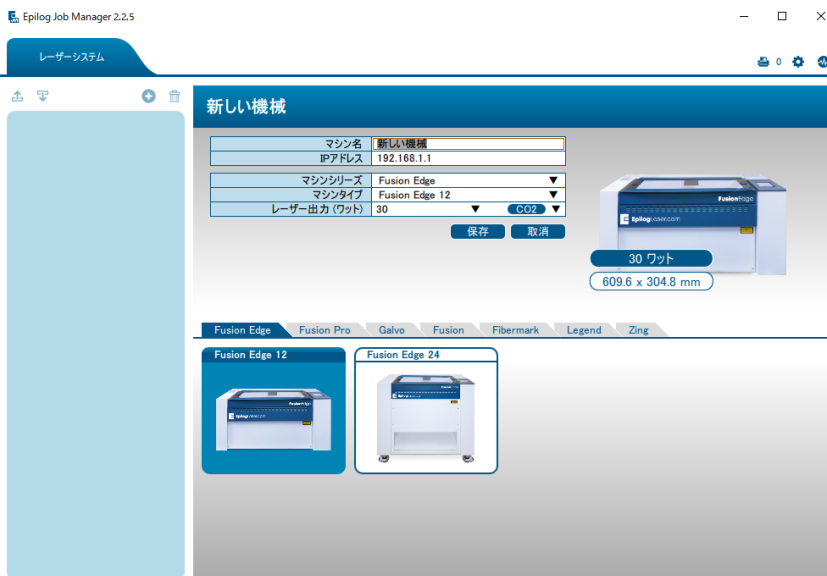 Epilog Job Manager 2.2.5
レーザーシステム
0
新しい機械
マシン名 新しい機械
IPアドレス 192.168.1.1
マシンシリーズ Fusion Edge
マシンタイプ Fusion Edge 12
レーザー出力 (ワット) 30 CO2
保存 取消
FusionEdge
Epiloglaser.com
30 ワット
609.6 x 304.8 mm
Fusion Edge Fusion Pro Galvo Fusion Fibermark Legend Zing
Fusion Edge 12 Fusion Edge 24